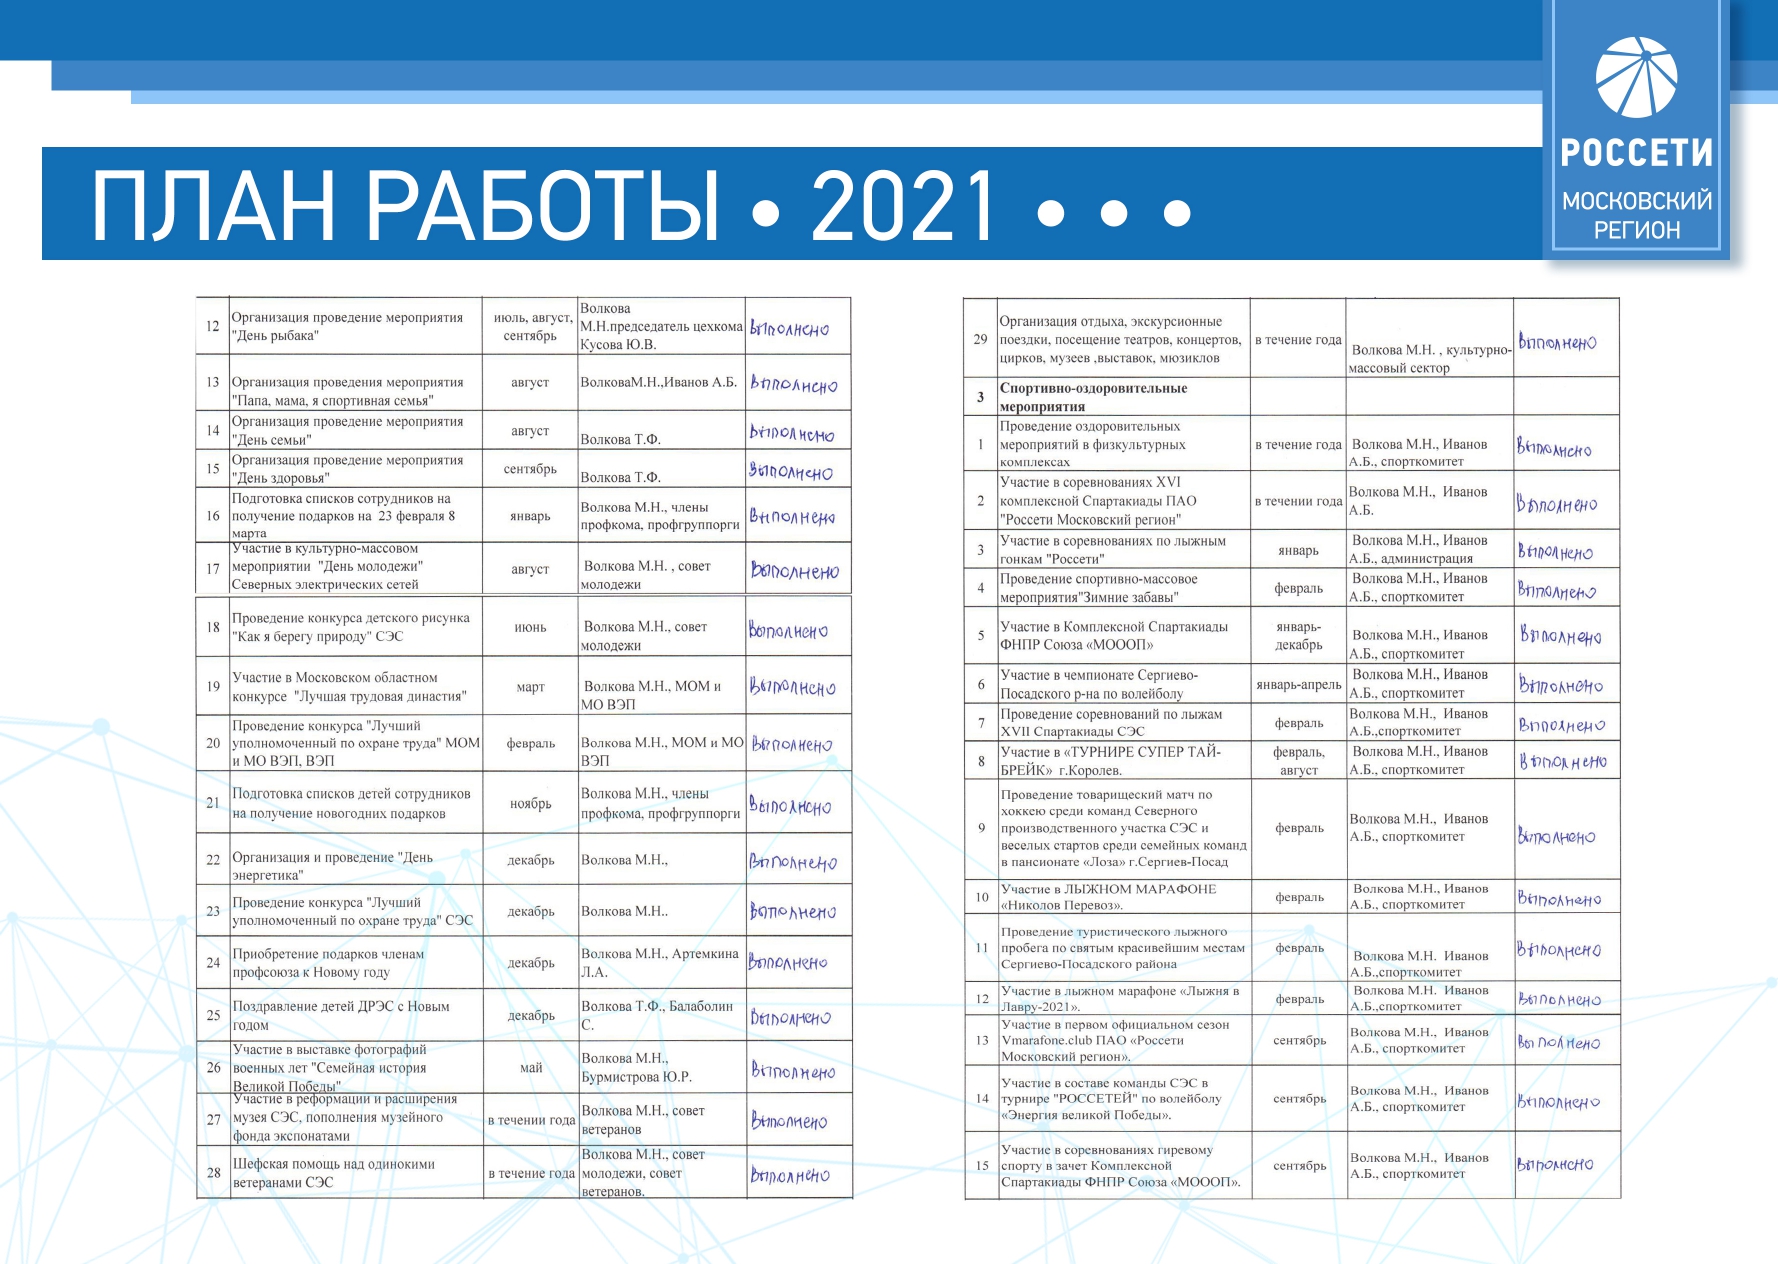 РОССЕТИ
МОСКОВСКИЙ
РЕГИОН
ПЛАН РАБОТЫ • 2021 • • •
12
Организация проведение мероприятия
"День рыбака"
июль, август,
сентябрь
Волкова
М.Н.председатель цехкома
Кусова Ю.В.
выполнено
13
Организация проведения мероприятия
"Папа, мама, я спортивная семья"
август
ВолковаМ.Н.,Иванов А.Б.
выполнено
14
Организация проведение мероприятия
"День семьи"
август
Волкова Т.Ф.
выполнено
15
Организация проведение мероприятия
"День здоровья"
сентябрь
Волкова Т.Ф.
выполнено
16
Подготовка списков сотрудников на
получение подарков на 23 февраля 8
марта
январь
Волкова М.Н., члены
профкома, профгруппорги
выполнено
17
Участие в культурно-массовом
мероприятии "День молодежи"
Северных электрических сетей
август
Волкова М.Н. , совет
молодежи
выполнено
18
Проведение конкурса детского рисунка
"Как я берегу природу" СЭС
июнь
Волкова М.Н., совет
молодежи
выполнено
19
Участие в Московском областном
конкурсе "Лучшая трудовая династия"
март
Волкова М.Н., МОМ и
МО ВЭП
выполнено
20
Проведение конкурса "Лучший
уполномоченный по охране труда" МОМ
и МО ВЭП, ВЭП
февраль
Волкова М.Н., МОМ и МО
ВЭП
выполнено
21
Подготовка списков детей сотрудников
на получение новогодних подарков
ноябрь
Волкова М.Н., члены
профкома, профгруппорги
выполнено
22
Организация и проведение "День
энергетика"
декабрь
Волкова М.Н.,
выполнено
23
Проведение конкурса "Лучший
уполномоченный по охране труда" СЭС
декабрь
Волкова М.Н..
выполнено
24
Приобретение подарков членам
профсоюза к Новому году
декабрь
Волкова М.Н., Артемкина
Л.А.
выполнено
25
Поздравление детей ДРЭС с Новым
годом
декабрь
Волкова Т.Ф., Балаболин
С.
выполнено
26
Участие в выставке фотографий
военных лет "Семейная история
Великой Победы"
май
Волкова М.Н.,
Бурмистрова Ю.Р.
выполнено
27
Участие в реформации и расширения
музея СЭС, пополнения музейного
фонда экспонатами
в течении года
Волкова М.Н., совет
ветеранов
выполнено
28
Шефская помощь над одинокими
ветеранами СЭС
в течение года
Волкова М.Н., совет
молодежи, совет
ветеранов.
выполнено
29
Организация отдыха, экскурсионные
поездки, посещение театров, концертов,
цирков, музеев ,выставок, мюзиклов
в течение года
Волкова М.Н. , культурно-
массовый сектор
выполнено
3
Спортивно-оздоровительные
мероприятия
1
Проведение оздоровительных
мероприятий в физкультурных
комплексах
в течение года
Волкова М.Н., Иванов
А.Б., спорткомитет
выполнено
2
Участие в соревнованиях XVI
комплексной Спартакиады ПАО
"Россети Московский регион"
в течении года
Волкова М.Н., Иванов
А.Б.
выполнено
3
Участие в соревнованиях по лыжным
гонкам "Россети"
январь
Волкова М.Н., Иванов
А.Б., администрация
выполнено
4
Проведение спортивно-массовое
мероприятия"Зимние забавы"
февраль
Волкова М.Н., Иванов
А.Б., спорткомитет
выполнено
5
Участие в Комплексной Спартакиады
ФНПР Союза «МОООП»
январь-
декабрь
Волкова М.Н., Иванов
А.Б., спорткомитет
выполнено
6
Участие в чемпионате Сергиево-
Посадского р-на по волейболу
январь-апрель
Волкова М.Н., Иванов
А.Б., спорткомитет
выполнено
7
Проведение соревнований по лыжам
XVII Спартакиады СЭС
февраль
Волкова М.Н., Иванов
А.Б.,спорткомитет
выполнено
8
Участие в «ТУРНИРЕ СУПЕР ТАЙ-
БРЕЙК» г.Королев.
февраль,
август
Волкова М.Н., Иванов
А.Б., спорткомитет
выполнено
9
Проведение товарищеский матч по
хоккею среди команд Северного
производственного участка СЭС и
веселых стартов среди семейных команд
в пансионате «Лоза» г.Сергиев-Посад
февраль
Волкова М.Н., Иванов
А.Б., спорткомитет
выполнено
10
Участие в ЛЫЖНОМ МАРАФОНЕ
«Николов Перевоз».
февраль
Волкова М.Н., Иванов
А.Б., спорткомитет
выполнено
11
Проведение туристического лыжного
пробега по святым красивейшим местам
Сергиево-Посадского района
февраль
Волкова М.Н. Иванов
А.Б.,спорткомитет
выполнено
12
Участие в лыжном марафоне «Лыжня в
Лавру-2021».
февраль
Волкова М.Н. Иванов
А.Б.,спорткомитет
выполнено
13
Участие в первом официальном сезон
Vmarafone.club ПАО «Россети
Московский регион».
сентябрь
Волкова М.Н., Иванов
А.Б., спорткомитет
выполнено
14
Участие в составе команды СЭС в
турнире "РОССЕТЕЙ" по волейболу
«Энергия великой Победы».
сентябрь
Волкова М.Н., Иванов
А.Б., спорткомитет
выполнено
15
Участие в соревнованиях гиревому
спорту в зачет Комплексной
Спартакиады ФНПР Союза «МОООП».
сентябрь
Волкова М.Н., Иванов
А.Б., спорткомитет
выполнено